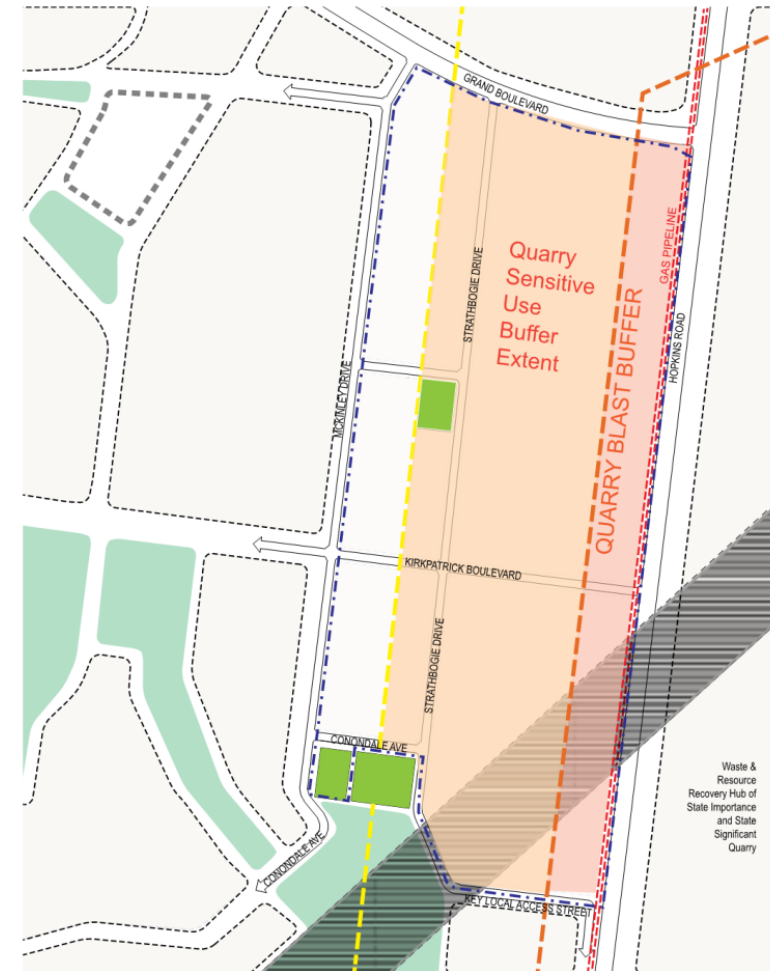 GRAND BOULEVARD
GAS PIPELINE
STRATHBOGIE DRIVE
Quarry
Sensitive
Use
Buffer
Extent
QUARRY BLAST BUFFER
HOPKINS ROAD
MCKINLEY DRIVE
KIRKPATRICK BOULEVARD
STRATHBOGIE DRIVE
CONONDALE AVE
Waste &
Resource
Recovery Hub of
State Importance
and State
Significant
Quarry
CONONDALE AVE
KEY LOCAL ACCESS STREET